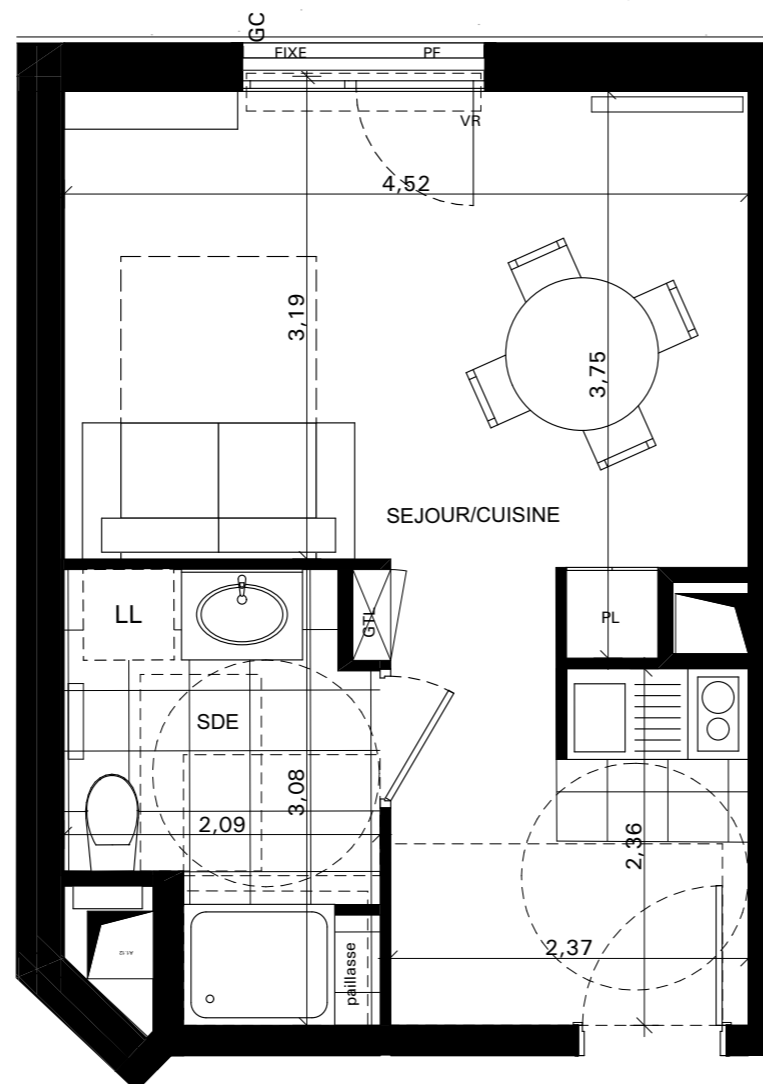 GC
FIXE
PF
VR
4,52
3,19
3,75
SEJOUR/CUISINE
LL
GTL
PL
SDE
3,08
2,09
2,36
2,37
paillasse